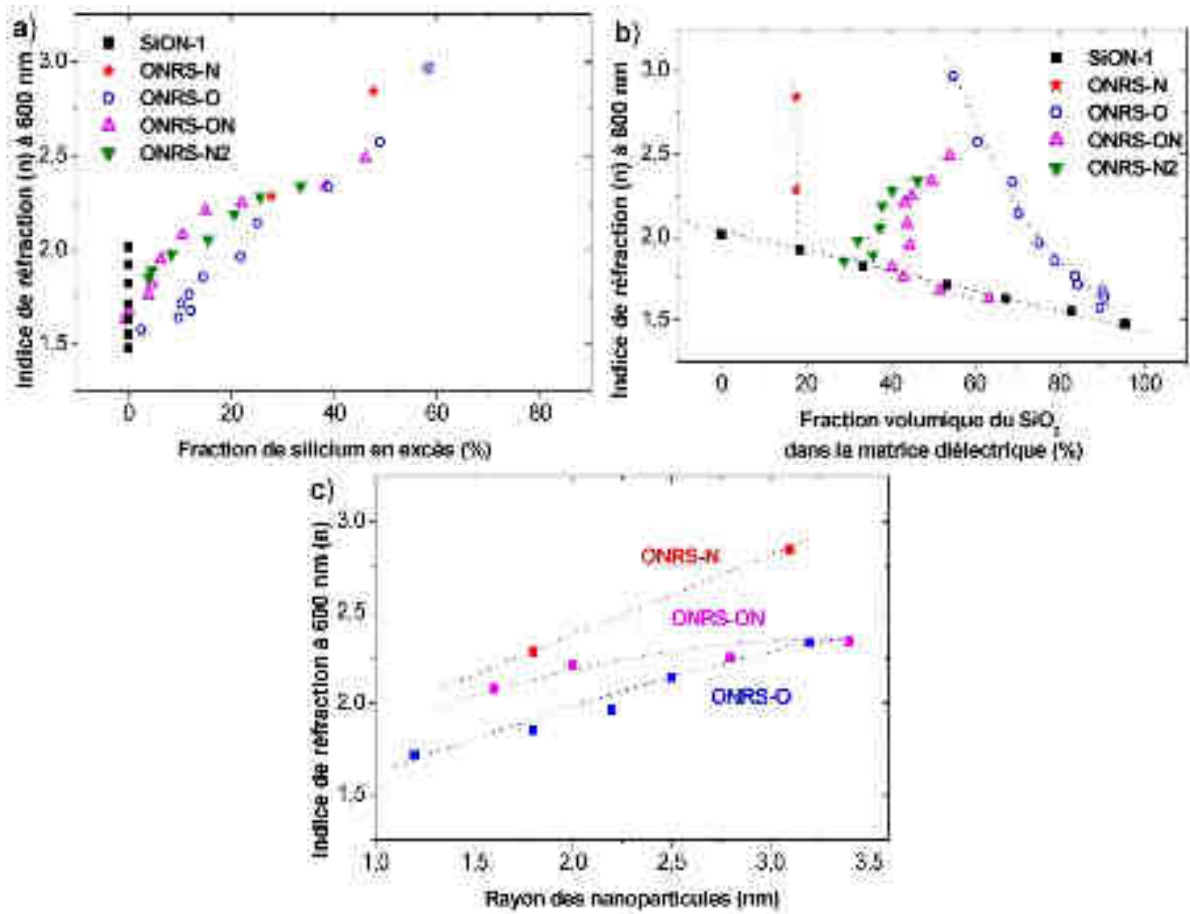 a)
SiON-1
ONRS-N
ONRS-O
ONRS-ON
ONRS-N2
3.0
2.5
2.0
1.5
0
20
40
60
80
Indice de réfraction (n) à 600 nm
Fraction de silicium en excès (%)
b)
SiON-1
ONRS-N
ONRS-O
ONRS-ON
ONRS-N2
3.0
2.5
2.0
1.5
0
20
40
60
80
100
Indice de réfraction (n) à 600 nm
Fraction volumique du SiO₂
dans la matrice diélectrique (%)
c)
3.0
2.5
2.0
1.5
ONRS-N
ONRS-ON
ONRS-O
1,0
1,5
2,0
2,5
3,0
3,5
Indice de réfraction à 600 nm (n)
Rayon des nanoparticules (nm)